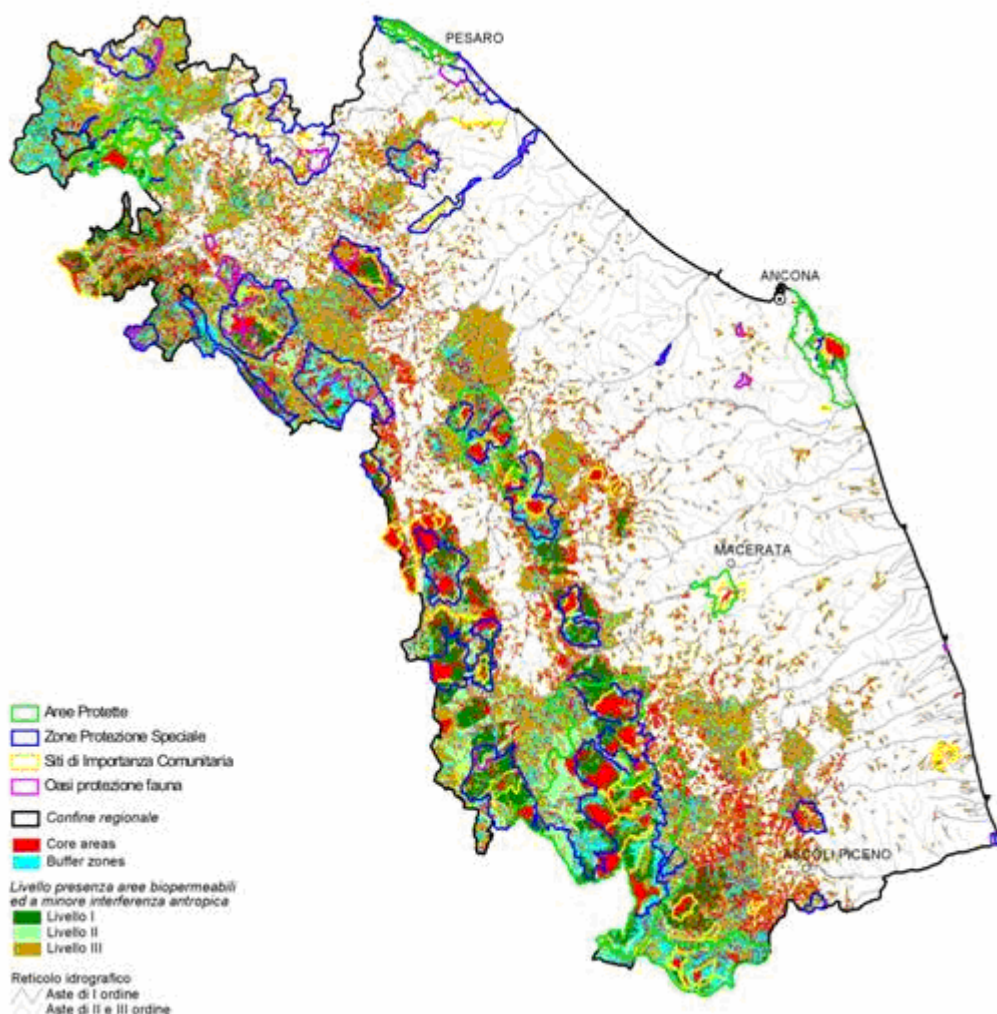 PESARO
ANCONA
MACERATA
ASCOLI PICENO
Aree Protette
Zone Protezione Speciale
Siti di Importanza Comunitaria
Oasi protezione fauna
Confine regionale
Core areas
Buffer zones
Livello presenza aree biopermeabili
ed a minore interferenza antropica
Livello I
Livello II
Livello III
Reticolo idrografico
Aste di I ordine
Aste di II e III ordine